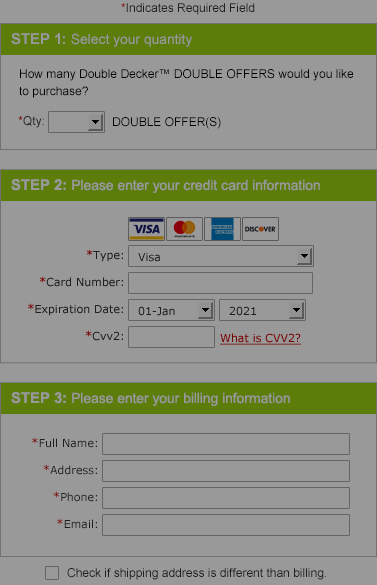 *Indicates Required Field
STEP 1: Select your quantity
How many Double Decker™ DOUBLE OFFERS would you like
to purchase?
*Qty: DOUBLE OFFER(S)
STEP 2: Please enter your credit card information
VISA MasterCard AMERICAN EXPRESS DISCOVER
*Type: Visa
*Card Number:
*Expiration Date: 01-Jan 2021
*Cvv2: What is CVV2?
STEP 3: Please enter your billing information
*Full Name:
*Address:
*Phone:
*Email:
Check if shipping address is different than billing.